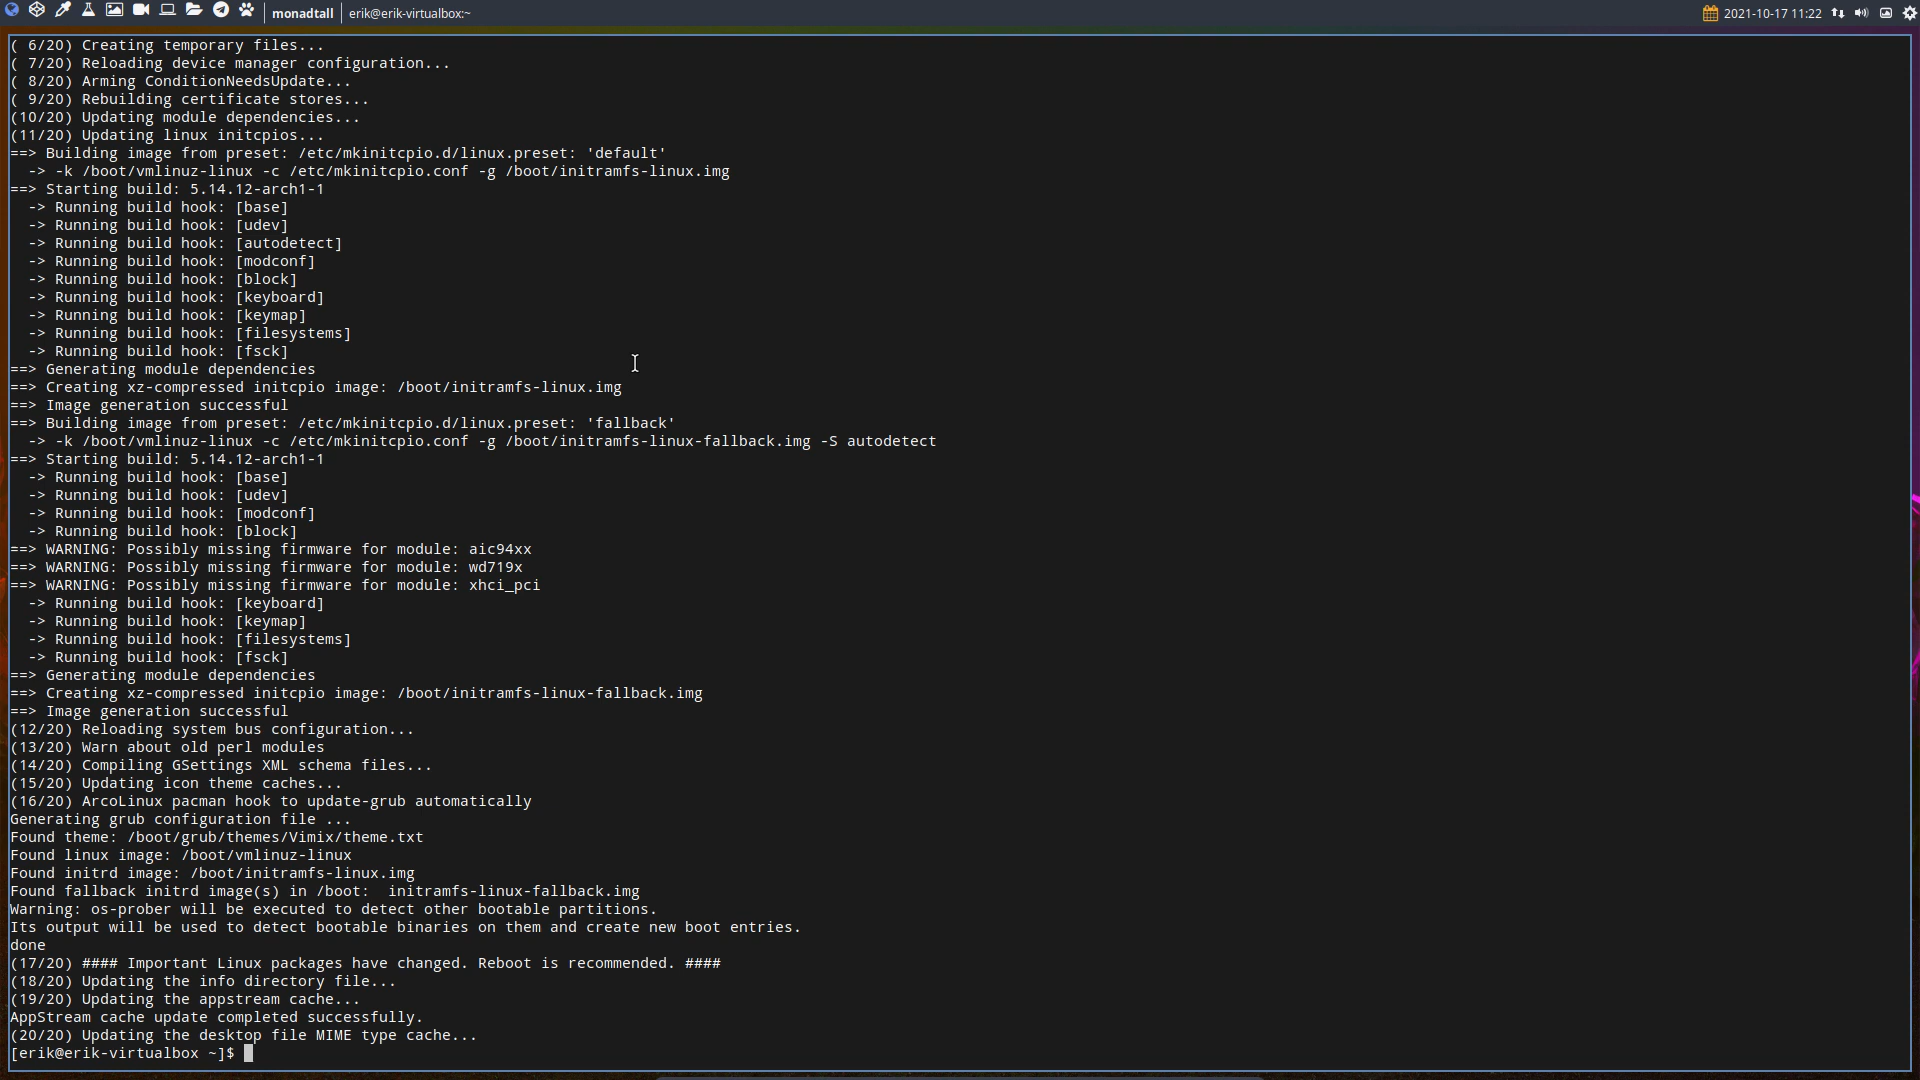 monadtall erik@erik-virtualbox:~ 2021-10-17 11:22
( 6/20) Creating temporary files...
( 7/20) Reloading device manager configuration...
( 8/20) Arming ConditionNeedsUpdate...
( 9/20) Rebuilding certificate stores...
(10/20) Updating module dependencies...
(11/20) Updating linux initcpios...
==> Building image from preset: /etc/mkinitcpio.d/linux.preset: 'default'
  -> -k /boot/vmlinuz-linux -c /etc/mkinitcpio.conf -g /boot/initramfs-linux.img
==> Starting build: 5.14.12-arch1-1
  -> Running build hook: [base]
  -> Running build hook: [udev]
  -> Running build hook: [autodetect]
  -> Running build hook: [modconf]
  -> Running build hook: [block]
  -> Running build hook: [keyboard]
  -> Running build hook: [keymap]
  -> Running build hook: [filesystems]
  -> Running build hook: [fsck]
==> Generating module dependencies
==> Creating xz-compressed initcpio image: /boot/initramfs-linux.img
==> Image generation successful
==> Building image from preset: /etc/mkinitcpio.d/linux.preset: 'fallback'
  -> -k /boot/vmlinuz-linux -c /etc/mkinitcpio.conf -g /boot/initramfs-linux-fallback.img -S autodetect
==> Starting build: 5.14.12-arch1-1
  -> Running build hook: [base]
  -> Running build hook: [udev]
  -> Running build hook: [modconf]
  -> Running build hook: [block]
==> WARNING: Possibly missing firmware for module: aic94xx
==> WARNING: Possibly missing firmware for module: wd719x
==> WARNING: Possibly missing firmware for module: xhci_pci
  -> Running build hook: [keyboard]
  -> Running build hook: [keymap]
  -> Running build hook: [filesystems]
  -> Running build hook: [fsck]
==> Generating module dependencies
==> Creating xz-compressed initcpio image: /boot/initramfs-linux-fallback.img
==> Image generation successful
(12/20) Reloading system bus configuration...
(13/20) Warn about old perl modules
(14/20) Compiling GSettings XML schema files...
(15/20) Updating icon theme caches...
(16/20) ArcoLinux pacman hook to update-grub automatically
Generating grub configuration file ...
Found theme: /boot/grub/themes/Vimix/theme.txt
Found linux image: /boot/vmlinuz-linux
Found initrd image: /boot/initramfs-linux.img
Found fallback initrd image(s) in /boot:  initramfs-linux-fallback.img
Warning: os-prober will be executed to detect other bootable partitions.
Its output will be used to detect bootable binaries on them and create new boot entries.
done
(17/20) #### Important Linux packages have changed. Reboot is recommended. ####
(18/20) Updating the info directory file...
(19/20) Updating the appstream cache...
AppStream cache update completed successfully.
(20/20) Updating the desktop file MIME type cache...
[erik@erik-virtualbox ~]$